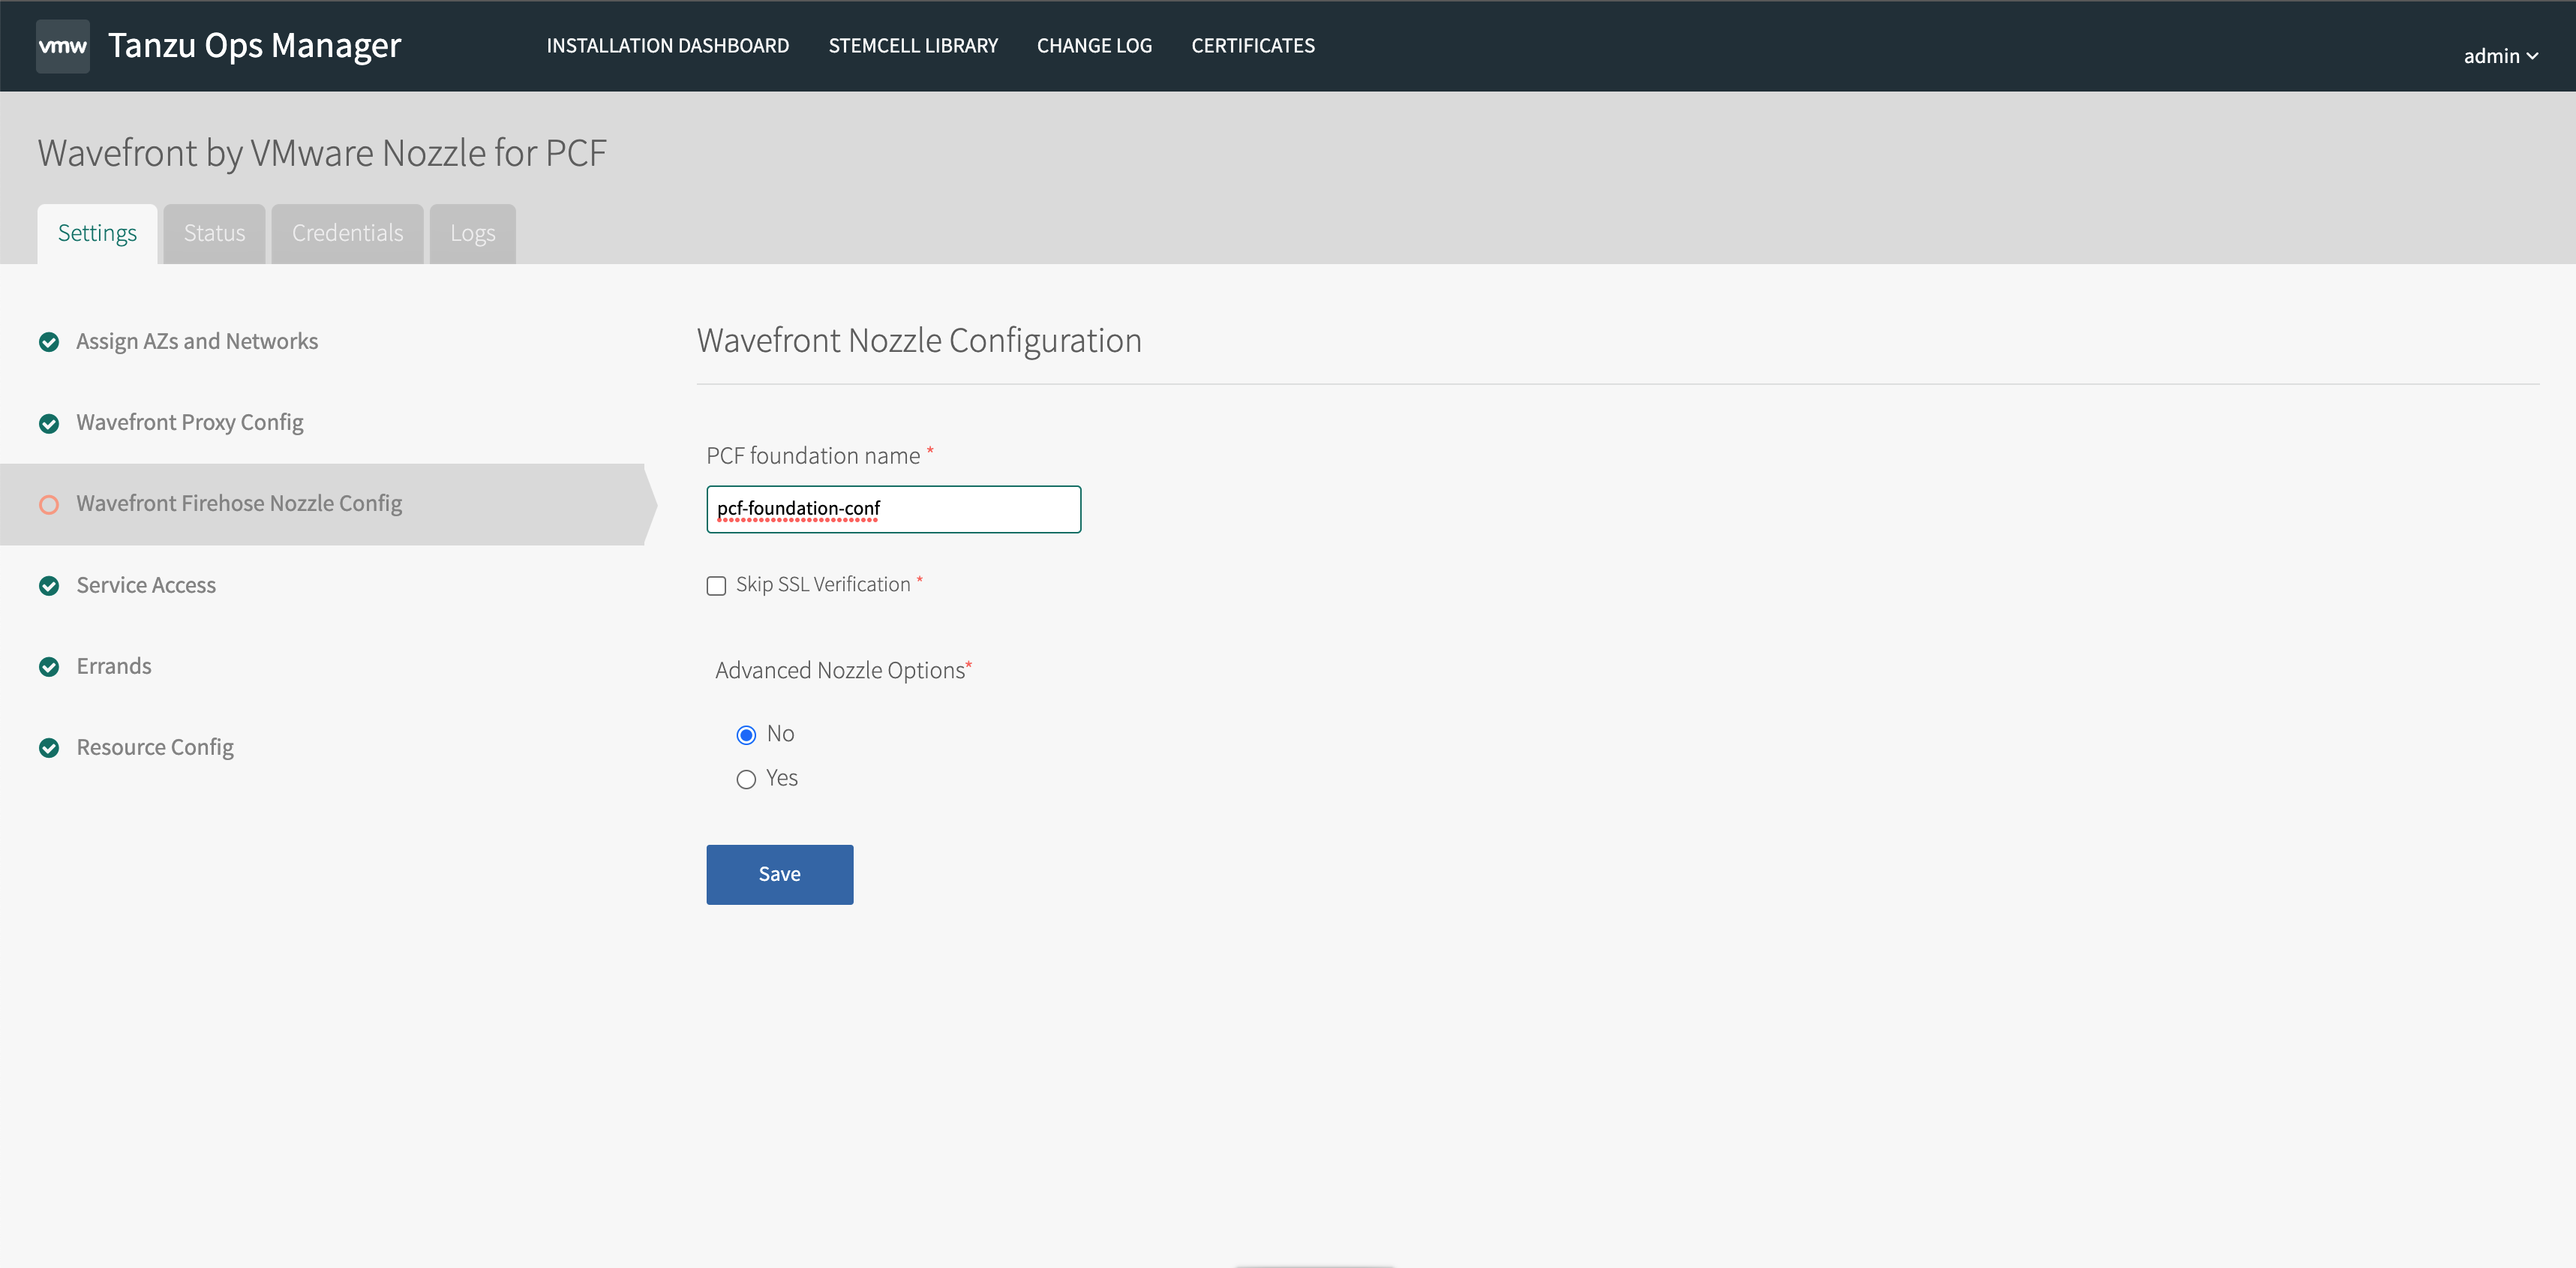 vmw Tanzu Ops Manager INSTALLATION DASHBOARD STEMCELL LIBRARY CHANGE LOG CERTIFICATES admin
Wavefront by VMware Nozzle for PCF
Settings Status Credentials Logs
Assign AZs and Networks
Wavefront Proxy Config
Wavefront Firehose Nozzle Config
Service Access
Errands
Resource Config
Wavefront Nozzle Configuration
PCF foundation name *
pcf-foundation-conf
Skip SSL Verification *
Advanced Nozzle Options*
No
Yes
Save